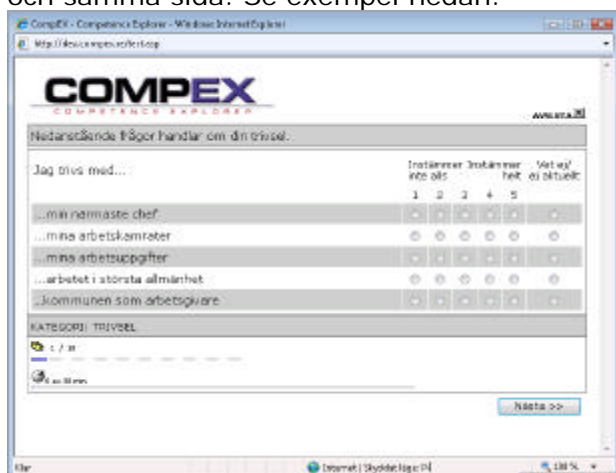 och samma sida? Se exempel nedan.
CompEX - Competence Explorer - Windows Internet Explorer
COMPEX
COMPETENCE EXPLORER
AVSLUTA
Nedanstående frågor handlar om din trivsel.
Jag trivs med...
Instämmer inte alls
Instämmer helt
Vet ej/ ej aktuellt
1 2 3 4 5
...min närmaste chef
...mina arbetskamrater
...mina arbetsuppgifter
...arbetet i största allmänhet
...kommunen som arbetsgivare
KATEGORI: TRIVSEL
Nästa >>
Klar
Internet | Skyddat läge: På
100 %